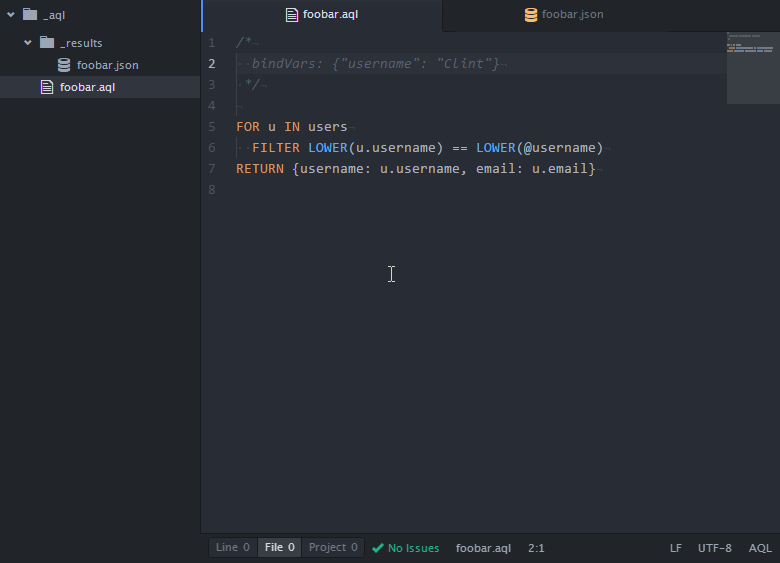 _aql
_results
foobar.json
foobar.aql
foobar.aql
foobar.json
1 /*
2 bindVars: {"username": "Clint"}
3 */
4
5 FOR u IN users
6 FILTER LOWER(u.username) == LOWER(@username)
7 RETURN {username: u.username, email: u.email}
8
Line 0 File 0 Project 0 No Issues foobar.aql 2:1 LF UTF-8 AQL